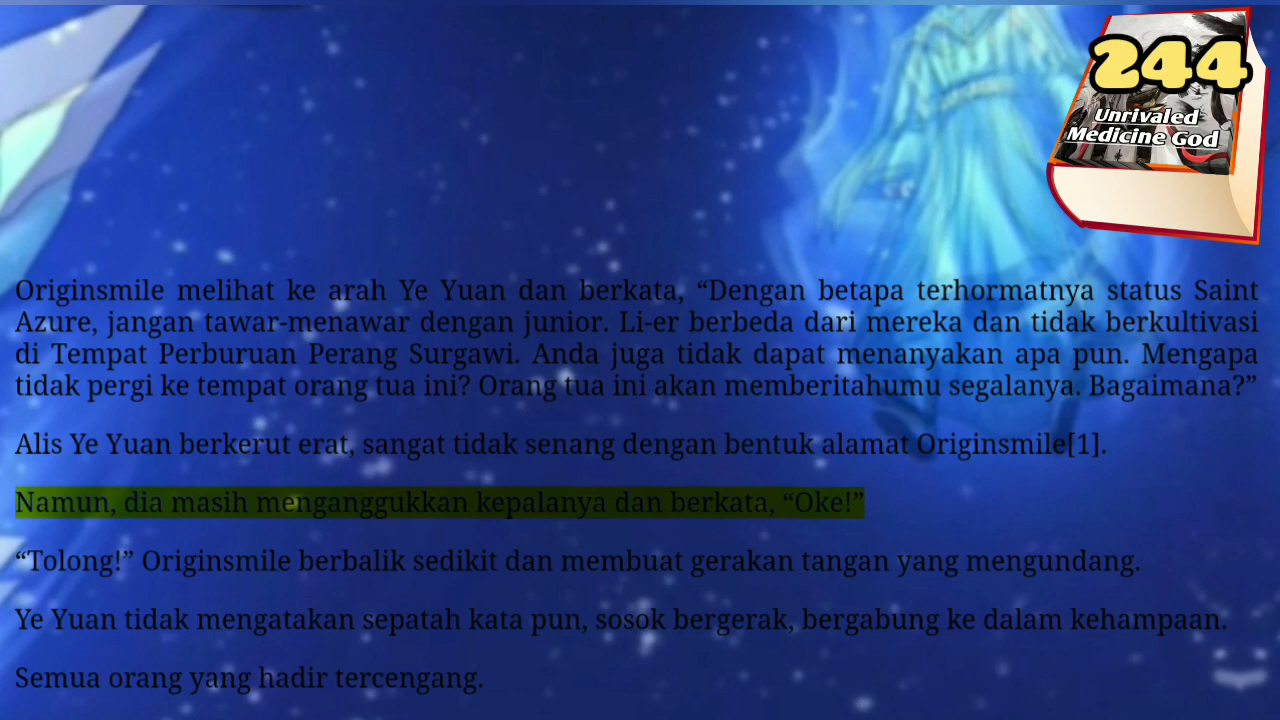 244
Unrivaled
Medicine God
Originsmile melihat ke arah Ye Yuan dan berkata, “Dengan betapa terhormatnya status Saint
Azure, jangan tawar-menawar dengan junior. Li-er berbeda dari mereka dan tidak berkultivasi
di Tempat Perburuan Perang Surgawi. Anda juga tidak dapat menanyakan apa pun. Mengapa
tidak pergi ke tempat orang tua ini? Orang tua ini akan memberitahumu segalanya. Bagaimana?”
Alis Ye Yuan berkerut erat, sangat tidak senang dengan bentuk alamat Originsmile[1].
Namun, dia masih menganggukkan kepalanya dan berkata, “Oke!”
“Tolong!” Originsmile berbalik sedikit dan membuat gerakan tangan yang mengundang.
Ye Yuan tidak mengatakan sepatah kata pun, sosok bergerak, bergabung ke dalam kehampaan.
Semua orang yang hadir tercengang.